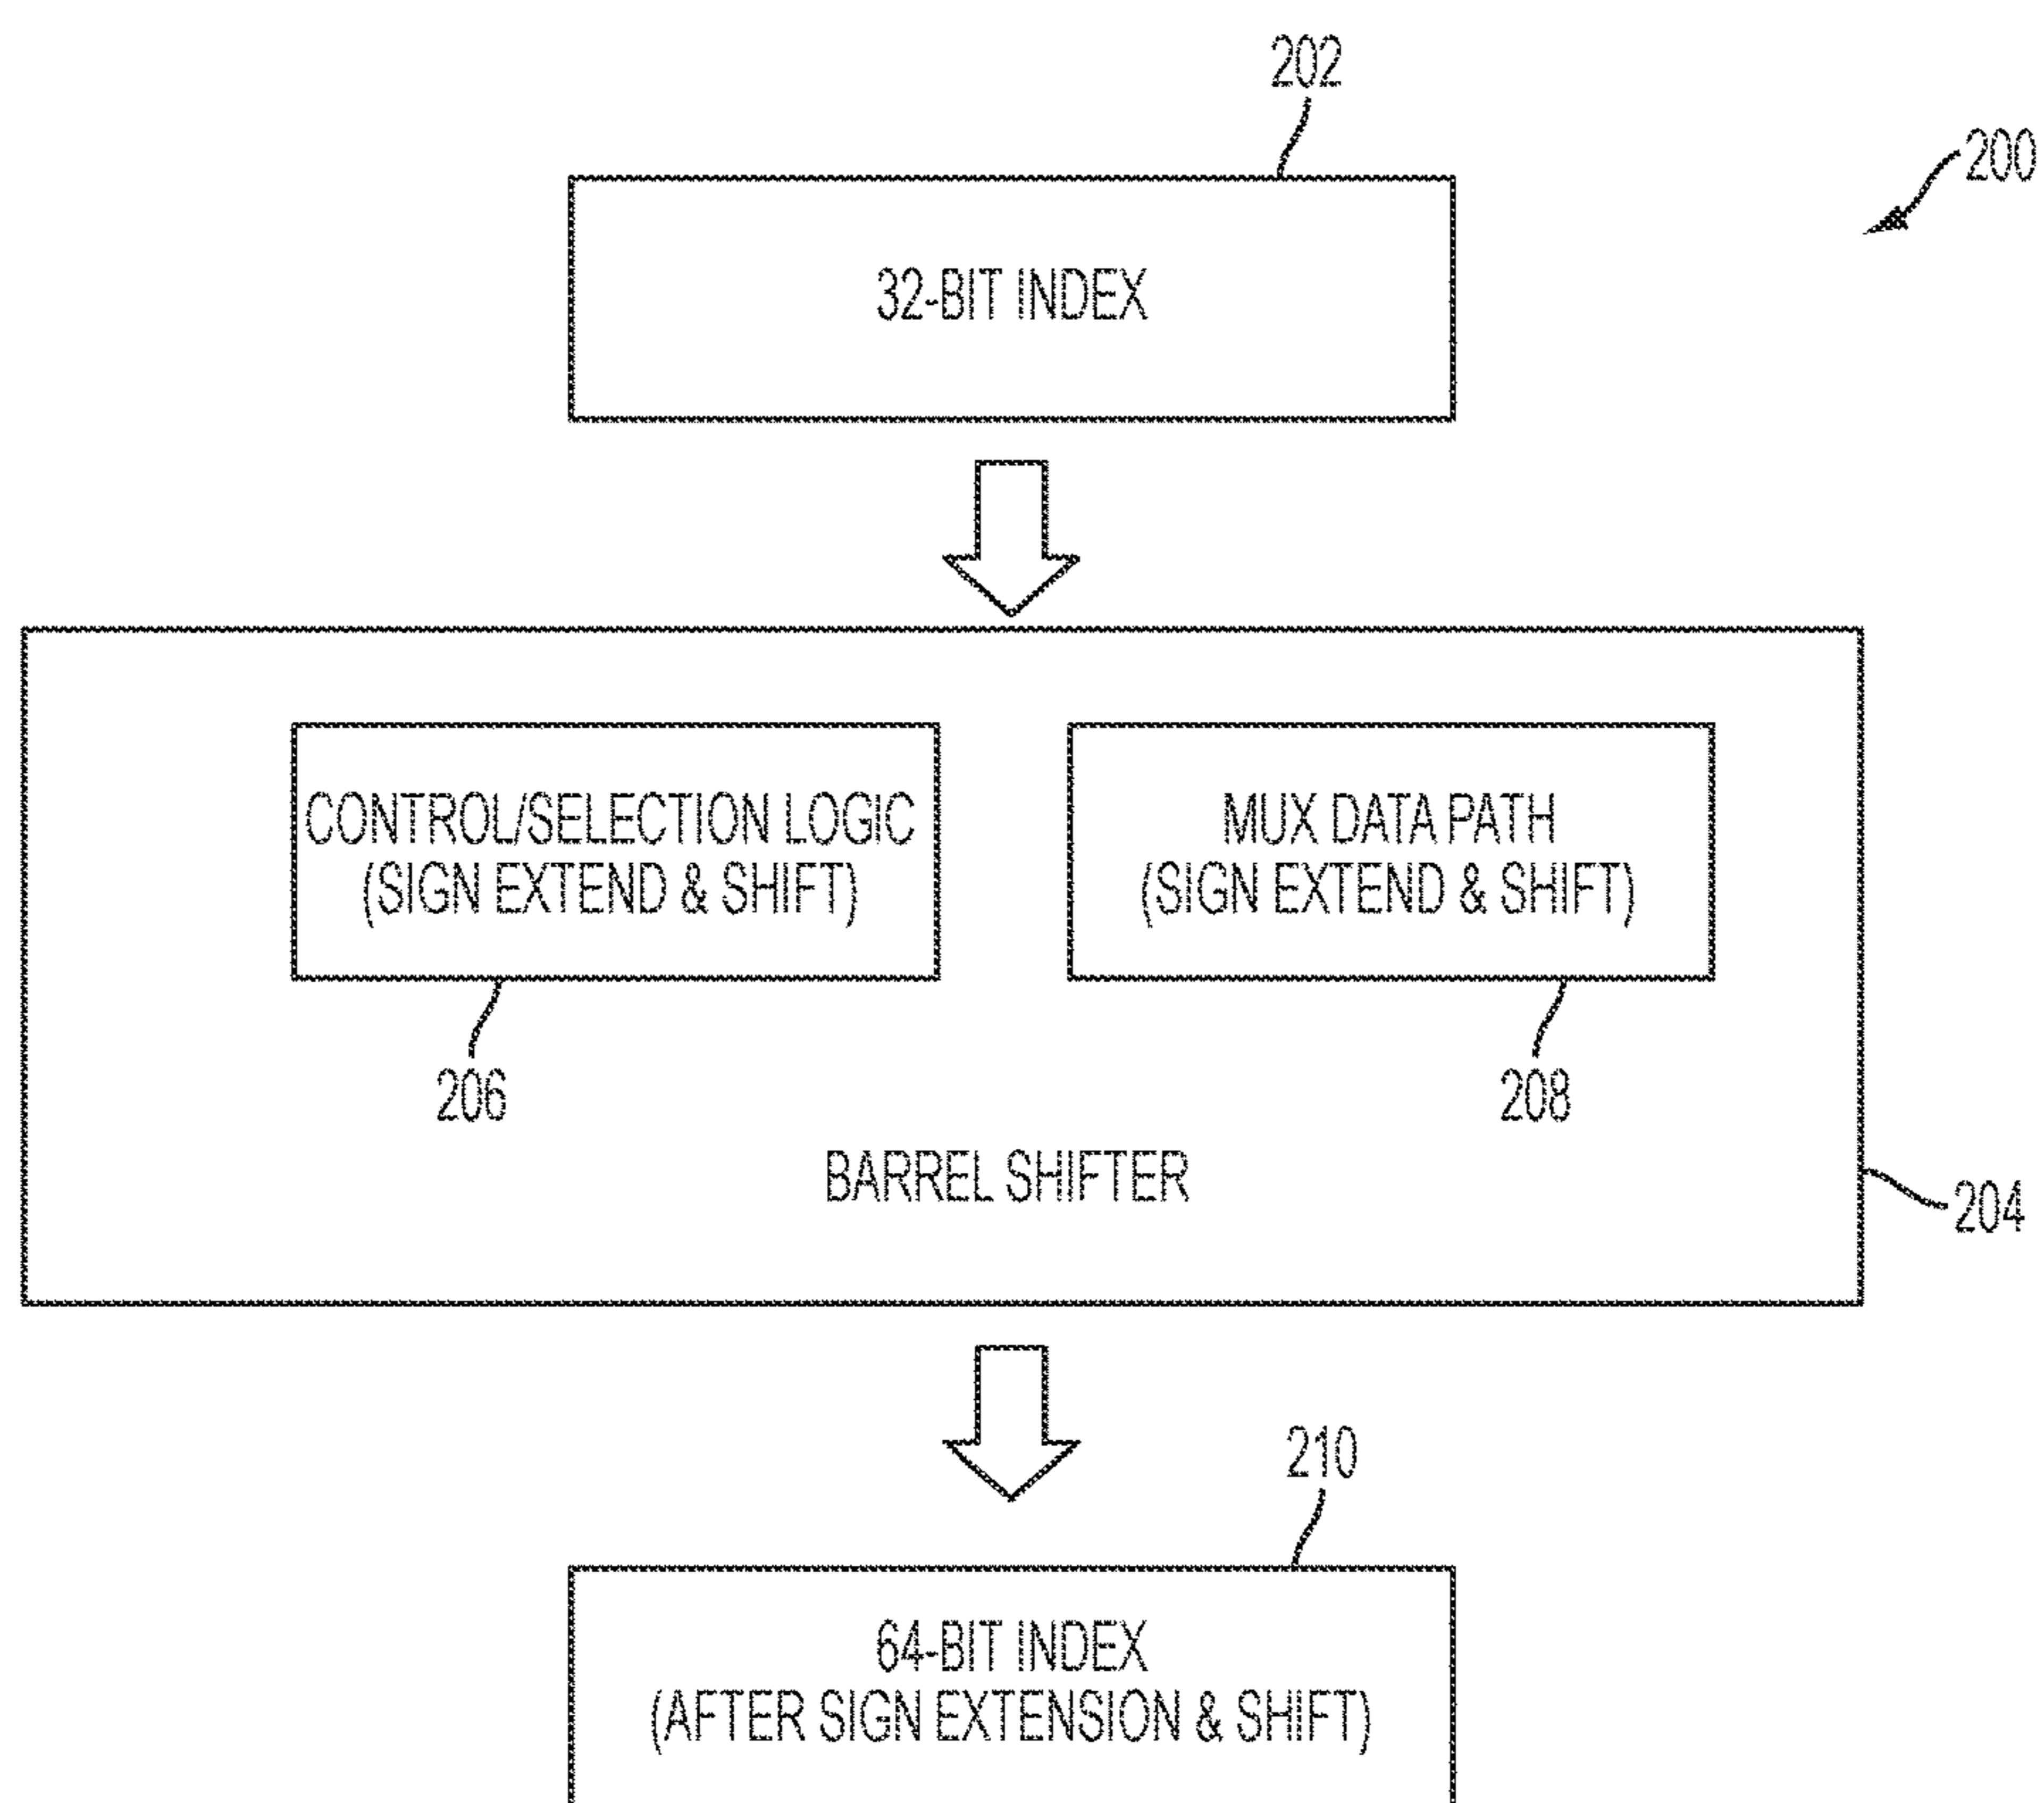 202
200
32-BIT INDEX
CONTROL/SELECTION LOGIC
(SIGN EXTEND & SHIFT)
MUX DATA PATH
(SIGN EXTEND & SHIFT)
206
208
BARREL SHIFTER
204
210
64-BIT INDEX
(AFTER SIGN EXTENSION & SHIFT)